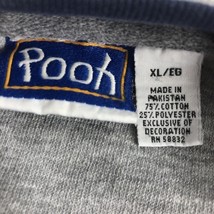 Pooh
XL/EG
MADE IN
PAKISTAN
75% COTTON
25% POLYESTER
EXCLUSIVE OF
DECORATION
RN 58832